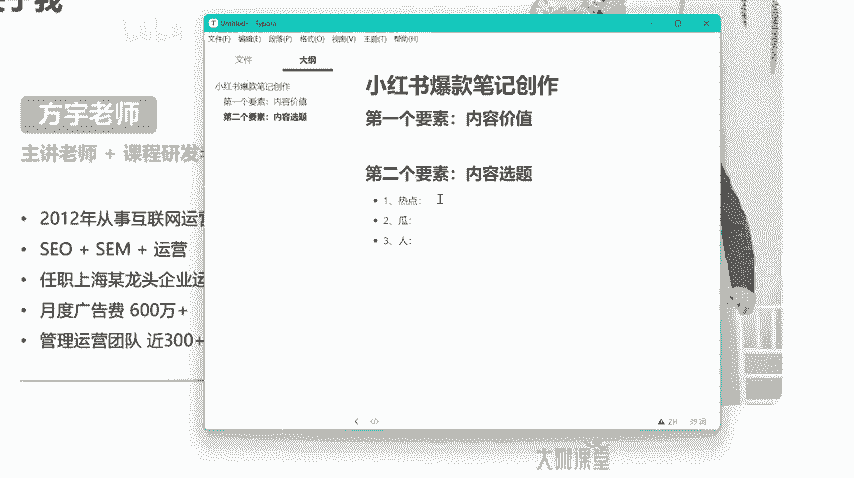 于我
方宇老师
主讲老师 + 课程研发
• 2012年从事互联网运营
• SEO + SEM + 运营
• 任职上海某龙头企业运
• 月度广告费 600万+
• 管理运营团队 近300+
Untitled - Typora
文件(F) 编辑(E) 段落(P) 格式(O) 视图(V) 主题(T) 帮助(H)
文件 大纲
小红书爆款笔记创作
第一个要素：内容价值
第二个要素：内容选题
小红书爆款笔记创作
第一个要素：内容价值
第二个要素：内容选题
• 1、热点：
• 2、瓜：
• 3、人：
ZH 39 词
大咖课堂